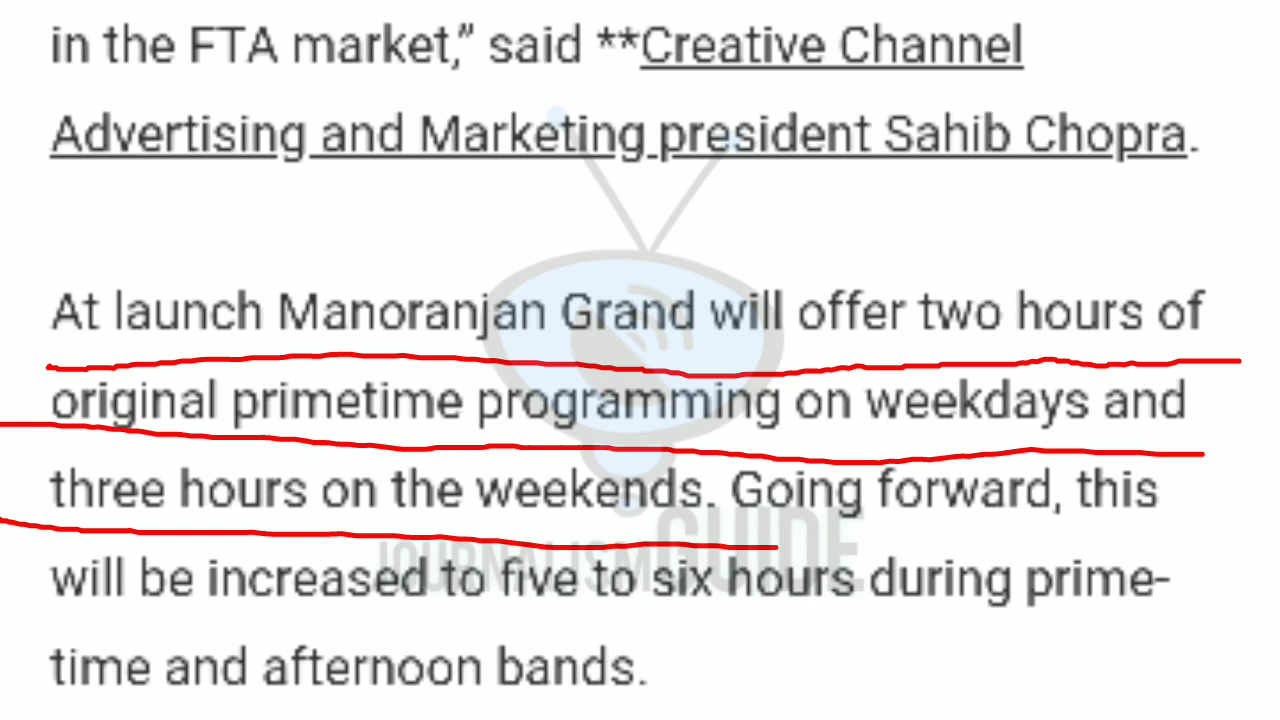 in the FTA market,” said **Creative Channel
Advertising and Marketing president Sahib Chopra.
At launch Manoranjan Grand will offer two hours of
original primetime programming on weekdays and
three hours on the weekends. Going forward, this
will be increased to five to six hours during prime-
time and afternoon bands.
JOURNALISM GUIDE